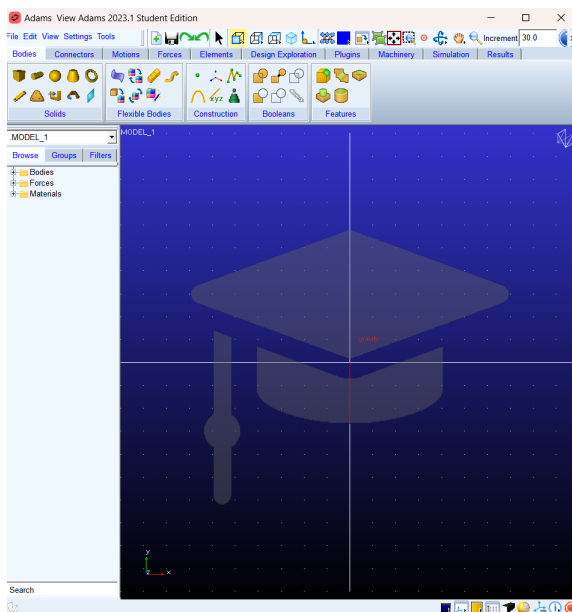 Adams View Adams 2023.1 Student Edition
File Edit View Settings Tools
Increment 30.0
Bodies Connectors Motions Forces Elements Design Exploration Plugins Machinery Simulation Results
xyz
Solids Flexible Bodies Construction Booleans Features
.MODEL_1
MODEL_1
Browse Groups Filters
Bodies
Forces
Materials
gravity
y
z x
Search